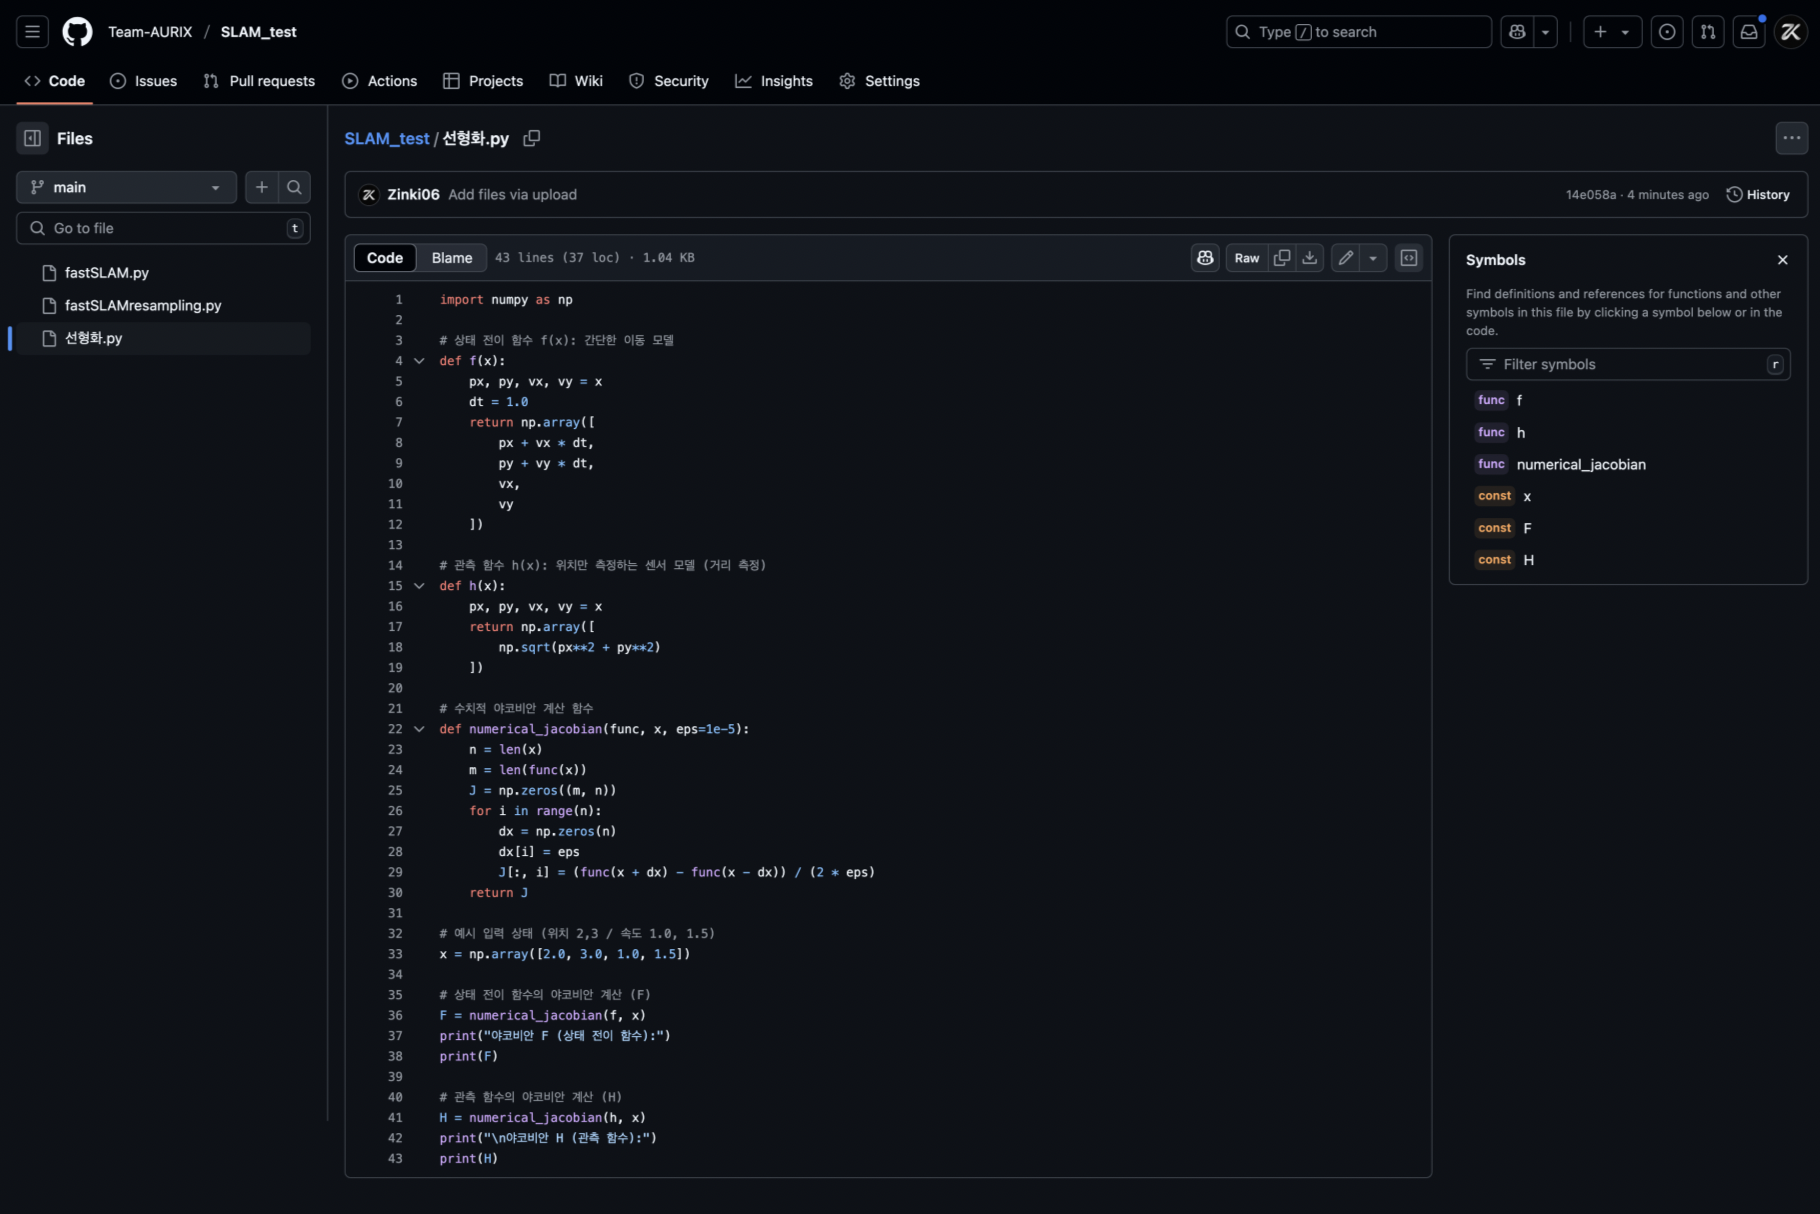 Team-AURIX / SLAM_test
Type / to search
Code
Issues
Pull requests
Actions
Projects
Wiki
Security
Insights
Settings
Files
main
Go to file
t
fastSLAM.py
fastSLAMresampling.py
선형화.py
SLAM_test / 선형화.py
Zinki06 Add files via upload
14e058a · 4 minutes ago
History
Code
Blame
43 lines (37 loc) · 1.04 KB
Raw
1 import numpy as np
2
3 # 상태 전이 함수 f(x): 간단한 이동 모델
4 def f(x):
5     px, py, vx, vy = x
6     dt = 1.0
7     return np.array([
8         px + vx * dt,
9         py + vy * dt,
10         vx,
11         vy
12     ])
13
14 # 관측 함수 h(x): 위치만 측정하는 센서 모델 (거리 측정)
15 def h(x):
16     px, py, vx, vy = x
17     return np.array([
18         np.sqrt(px**2 + py**2)
19     ])
20
21 # 수치적 야코비안 계산 함수
22 def numerical_jacobian(func, x, eps=1e-5):
23     n = len(x)
24     m = len(func(x))
25     J = np.zeros((m, n))
26     for i in range(n):
27         dx = np.zeros(n)
28         dx[i] = eps
29         J[:, i] = (func(x + dx) - func(x - dx)) / (2 * eps)
30     return J
31
32 # 예시 입력 상태 (위치 2,3 / 속도 1.0, 1.5)
33 x = np.array([2.0, 3.0, 1.0, 1.5])
34
35 # 상태 전이 함수의 야코비안 계산 (F)
36 F = numerical_jacobian(f, x)
37 print("야코비안 F (상태 전이 함수):")
38 print(F)
39
40 # 관측 함수의 야코비안 계산 (H)
41 H = numerical_jacobian(h, x)
42 print("\n야코비안 H (관측 함수):")
43 print(H)
Symbols
Find definitions and references for functions and other
symbols in this file by clicking a symbol below or in the
code.
Filter symbols
r
func f
func h
func numerical_jacobian
const x
const F
const H